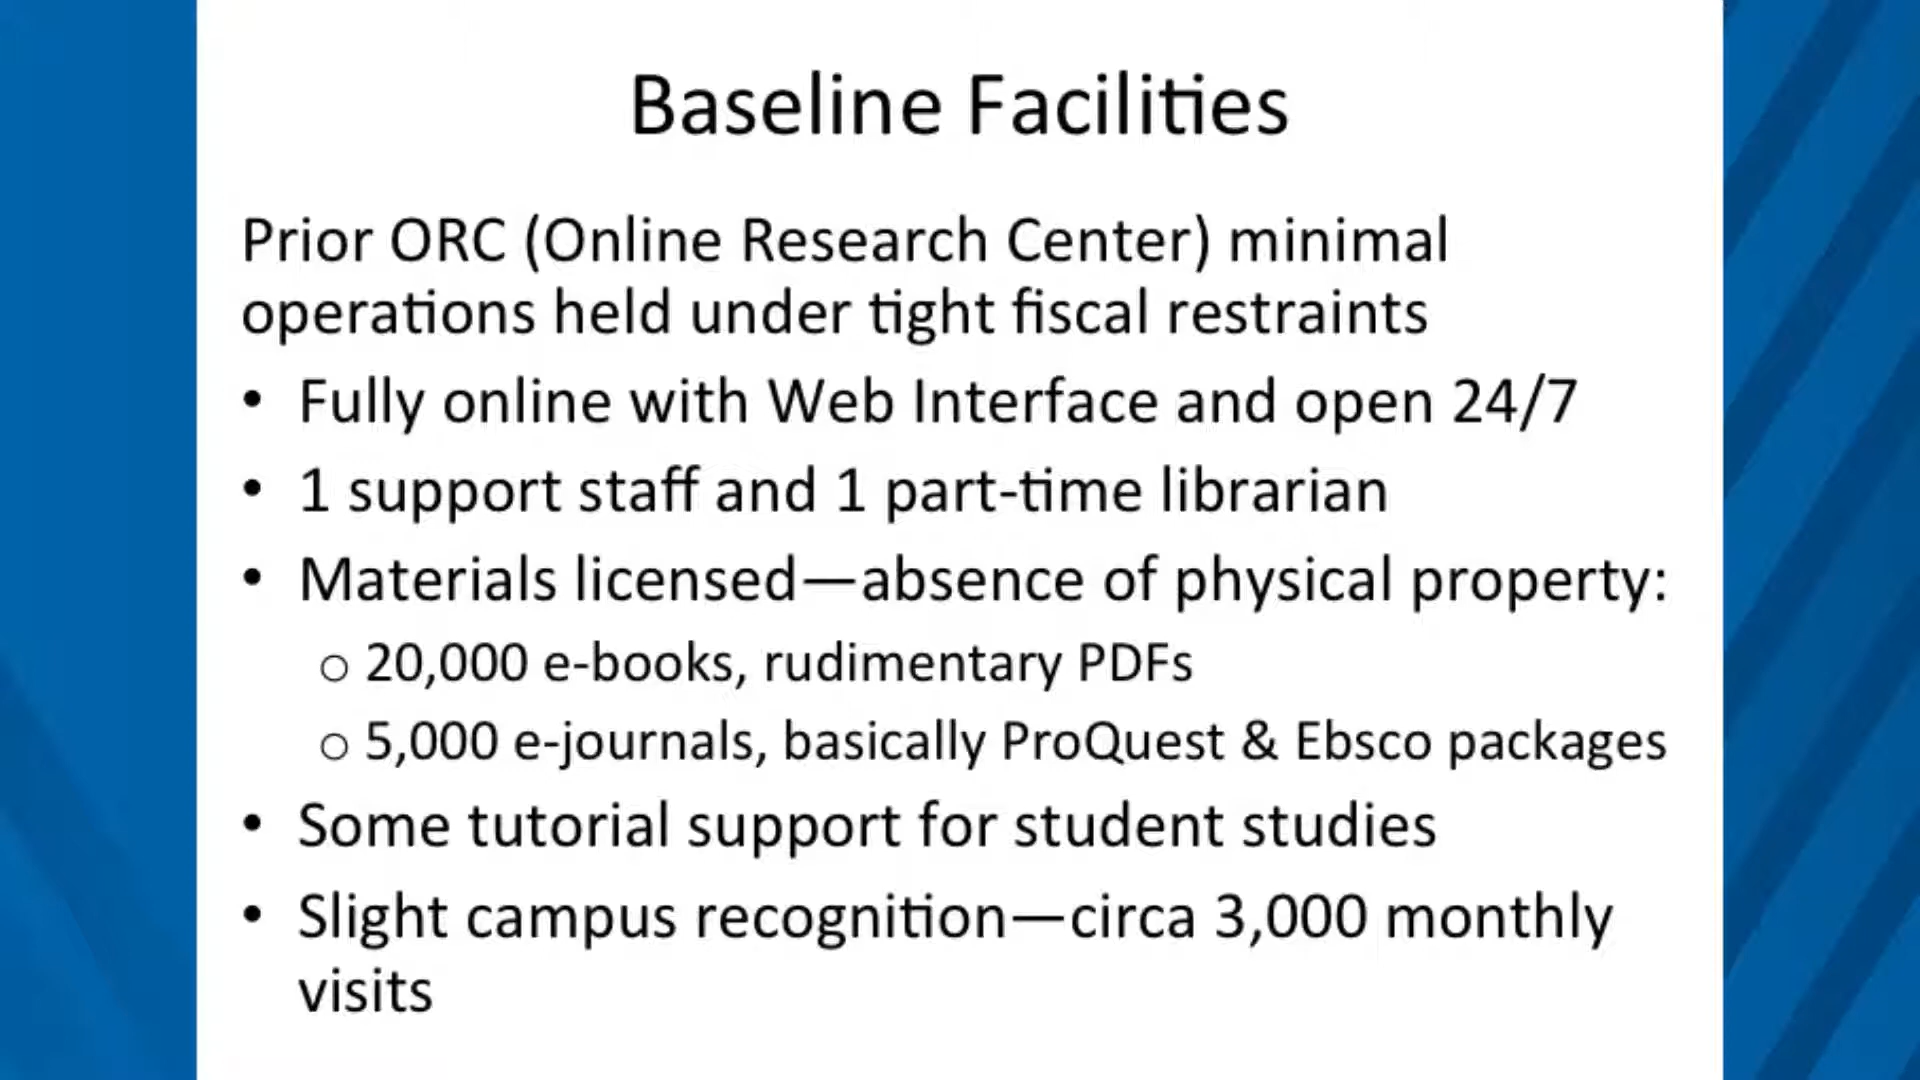 Baseline Facilities
Prior ORC (Online Research Center) minimal
operations held under tight fiscal restraints
• Fully online with Web Interface and open 24/7
• 1 support staff and 1 part-time librarian
• Materials licensed—absence of physical property:
○ 20,000 e-books, rudimentary PDFs
○ 5,000 e-journals, basically ProQuest & Ebsco packages
• Some tutorial support for student studies
• Slight campus recognition—circa 3,000 monthly
visits